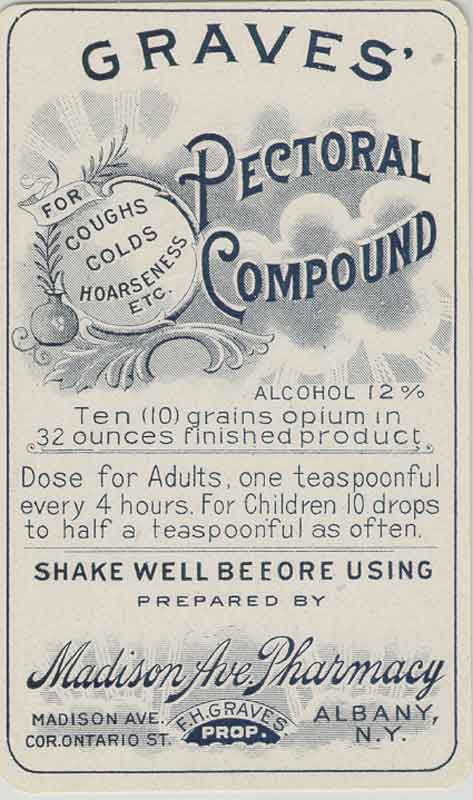 GRAVES'
PECTORAL
COMPOUND
FOR
COUGHS
COLDS
HOARSENESS
ETC.
ALCOHOL 12%
Ten (10) grains opium in
32 ounces finished product.
Dose for Adults, one teaspoonful
every 4 hours. For Children 10 drops
to half a teaspoonful as often.
SHAKE WELL BEEORE USING
PREPARED BY
Madison Ave. Pharmacy
MADISON AVE.
COR. ONTARIO ST.
F.H. GRAVES.
PROP.
ALBANY,
N.Y.